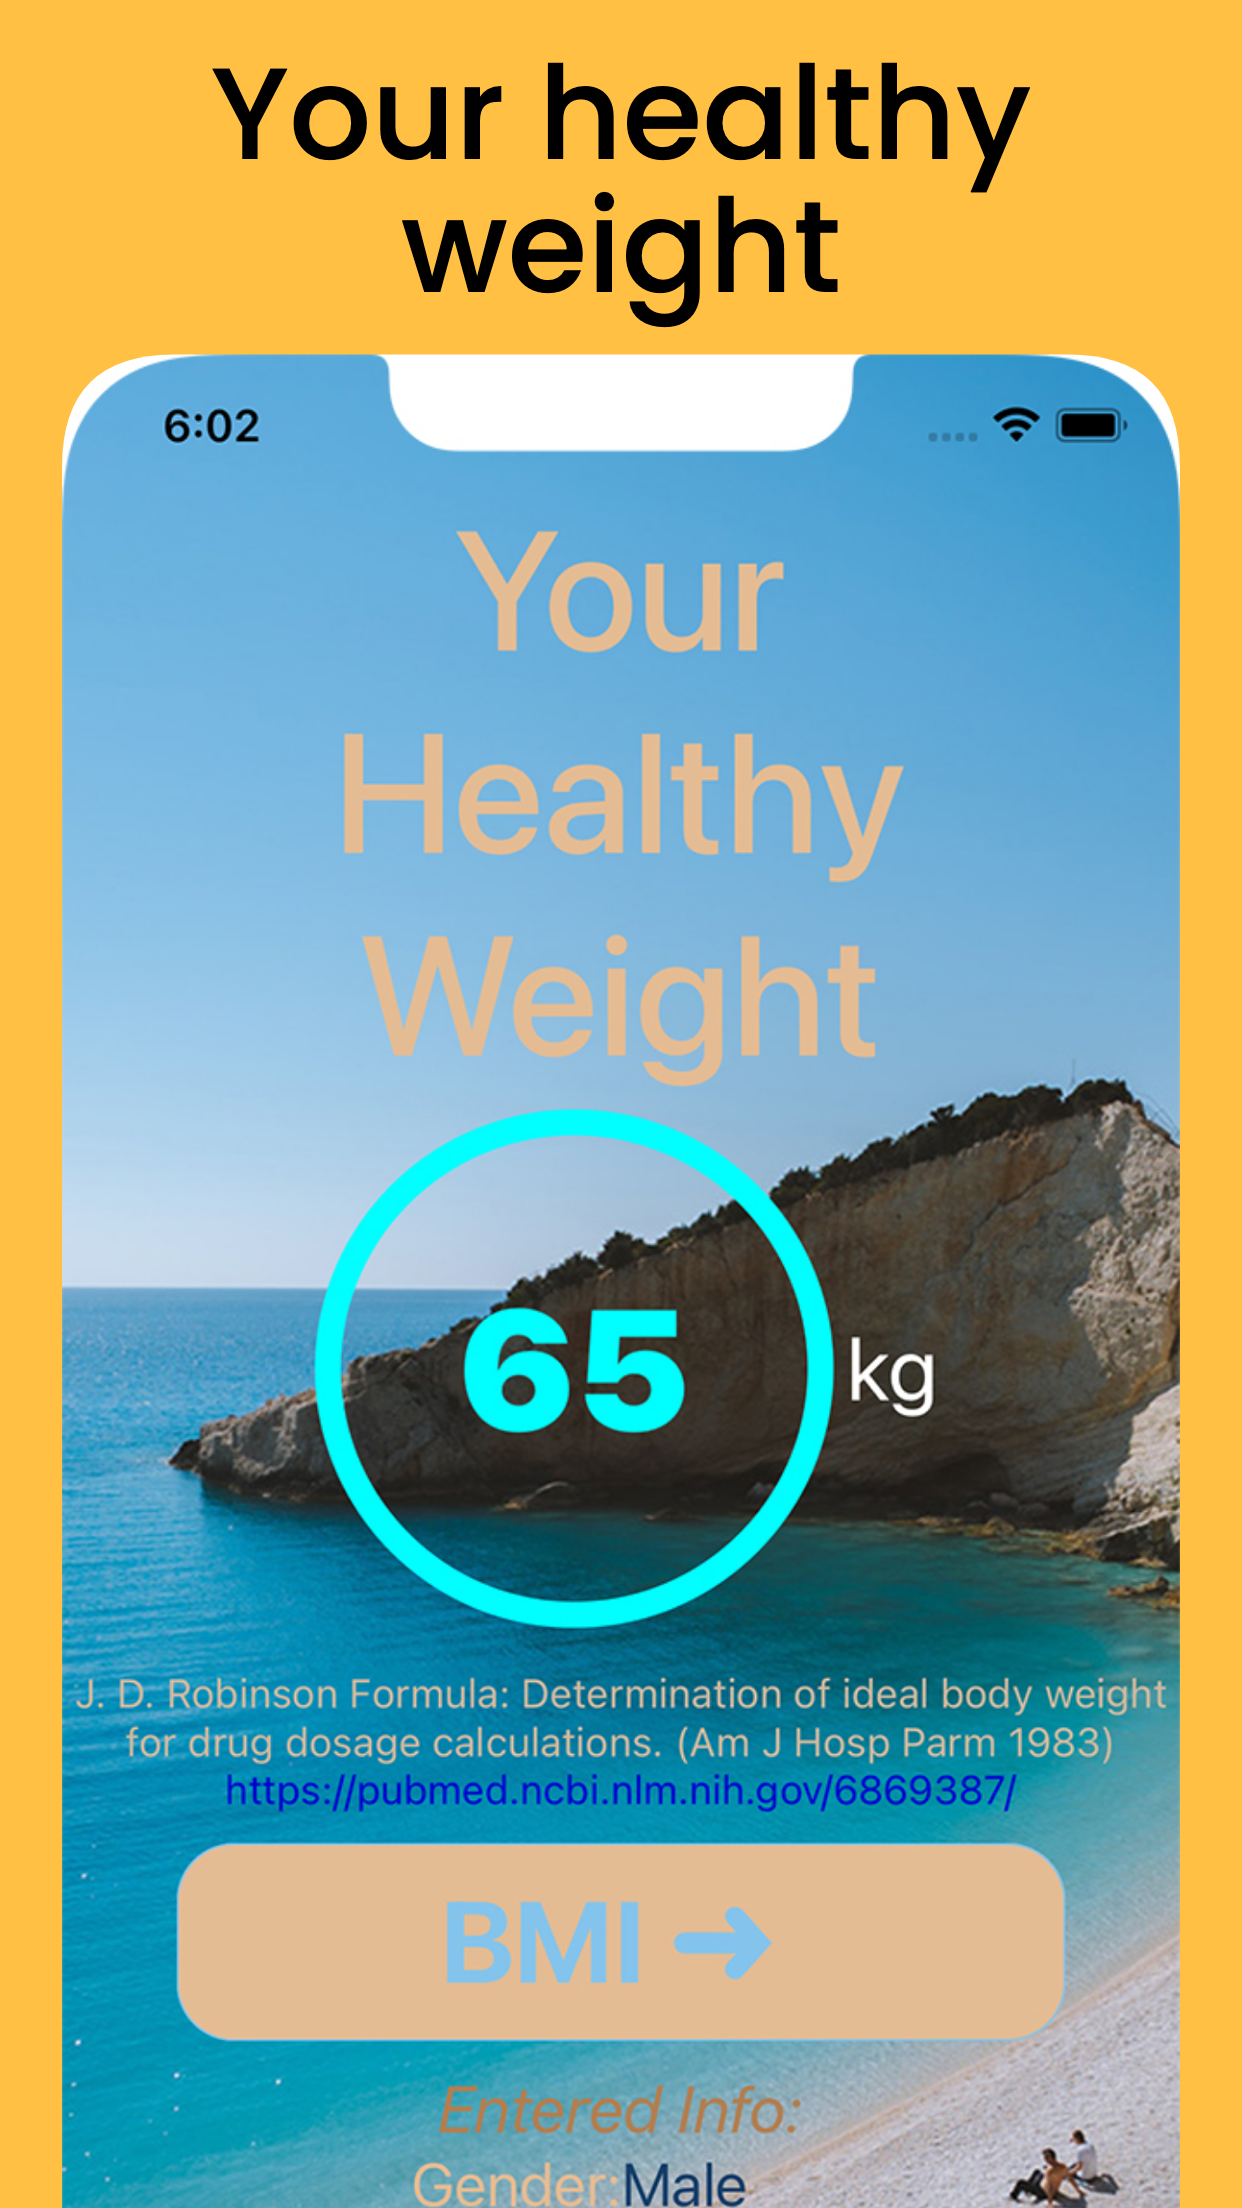 Your healthy
weight
6:02
Your
Healthy
Weight
65 kg
J. D. Robinson Formula: Determination of ideal body weight
for drug dosage calculations. (Am J Hosp Parm 1983)
https://pubmed.ncbi.nlm.nih.gov/6869387/
BMI ➜
Entered Info:
Gender:Male